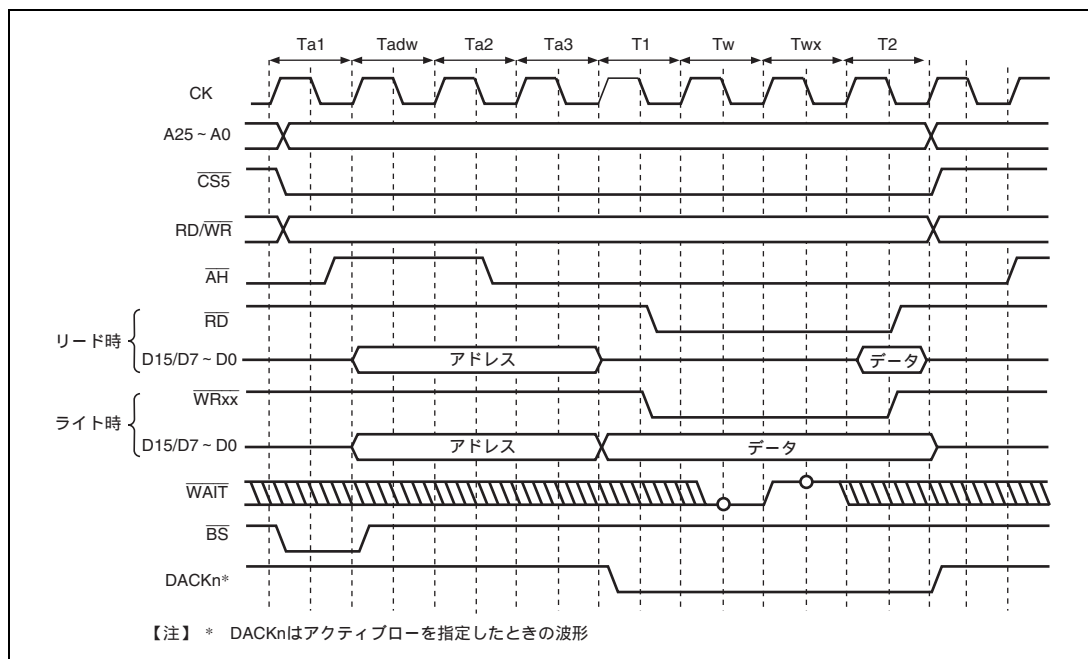 Ta1 Tadw Ta2 Ta3 T1 Tw Twx T2
CK
A25 ~ A0
CS5
RD/WR
AH
リード時
RD
D15/D7 ~ D0 アドレス データ
ライト時
WRxx
D15/D7 ~ D0 アドレス データ
WAIT
BS
DACKn*
【注】 * DACKnはアクティブローを指定したときの波形